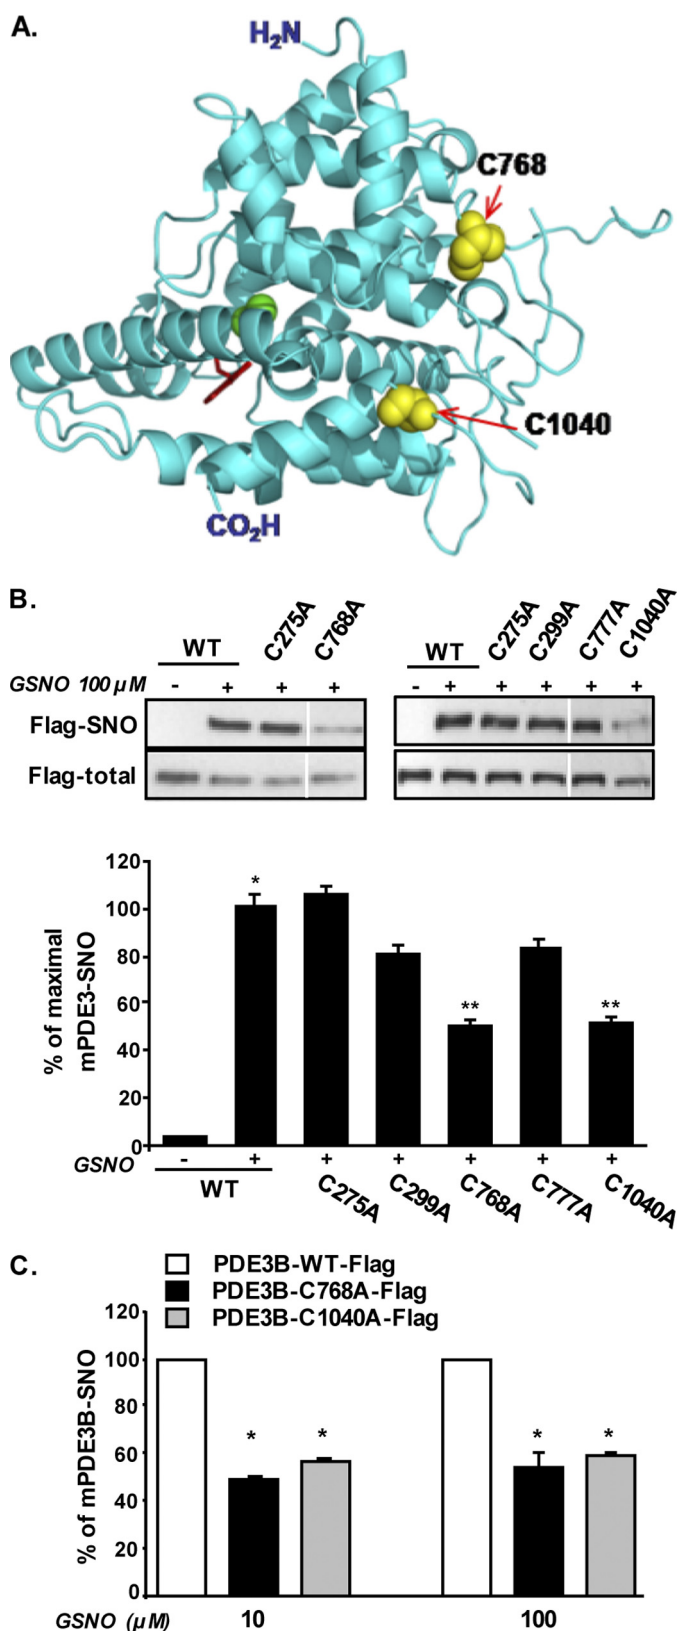 A.
H₂N
C768
C1040
CO₂H
B.
WT C275A C768A WT C275A C299A C777A C1040A
GSNO 100 μM - + + + - + + + + +
Flag-SNO
Flag-total
% of maximal
mPDE3-SNO
120
100
80
60
40
20
0
* ** **
GSNO - + + + + + +
WT C275A C299A C768A C777A C1040A
C.
PDE3B-WT-Flag
PDE3B-C768A-Flag
PDE3B-C1040A-Flag
% of mPDE3B-SNO
120
100
80
60
40
20
0
* * * *
GSNO (μM) 10 100